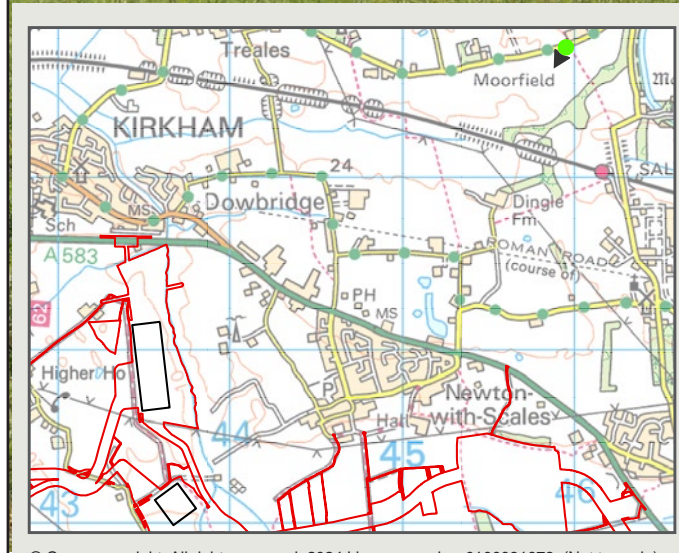 Treales
Moorfield
KIRKHAM
24
SAL
MS
Dowbridge
Dingle
Fm
Sch
ROMAN ROAD
(course of)
A 583
PH
MS
62
Higher Ho
P
Newton-
with-Scales
Hall
44
45
43
46